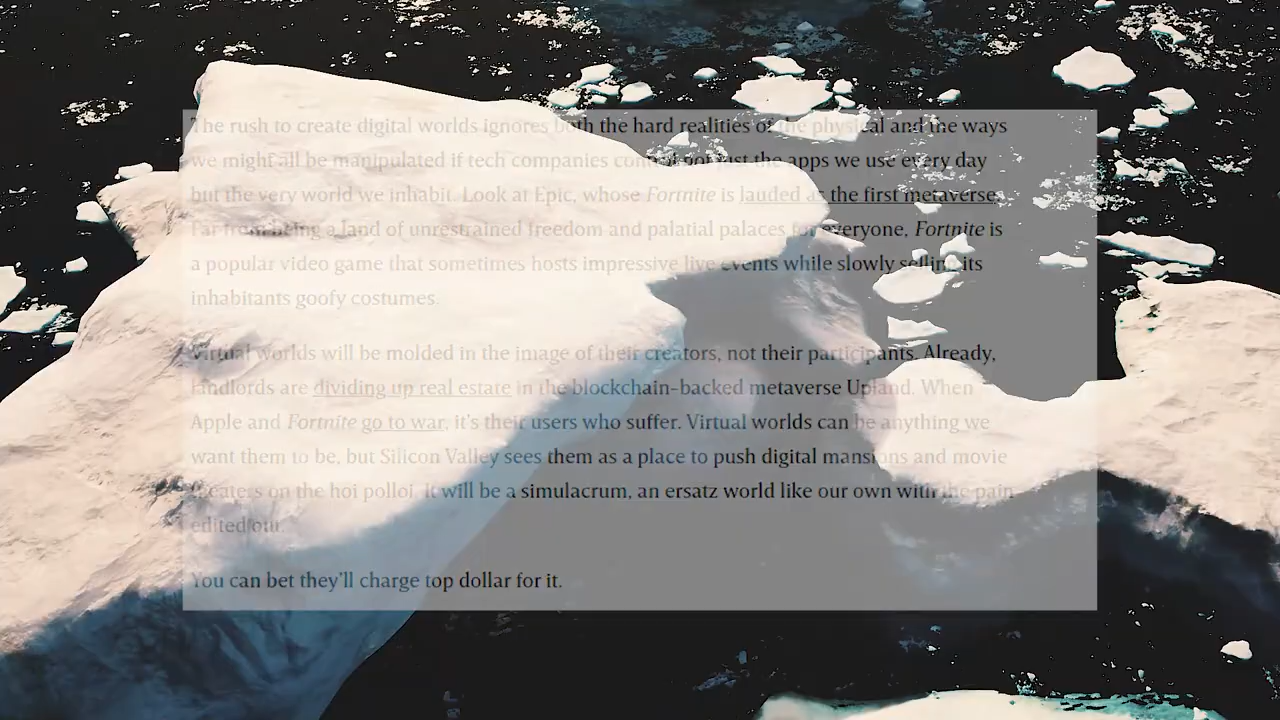 The rush to create digital worlds ignores both the hard realities of the physical and the ways
we might all be manipulated if tech companies control not just the apps we use every day
but the very world we inhabit. Look at Epic, whose Fortnite is lauded as the first metaverse.
Far from being a land of unrestrained freedom and palatial palaces for everyone, Fortnite is
a popular video game that sometimes hosts impressive live events while slowly selling its
inhabitants goofy costumes.
Virtual worlds will be molded in the image of their creators, not their participants. Already,
landlords are dividing up real estate in the blockchain-backed metaverse Upland. When
Apple and Fortnite go to war, it's their users who suffer. Virtual worlds can be anything we
want them to be, but Silicon Valley sees them as a place to push digital mansions and movie
theaters on the hoi polloi. It will be a simulacrum, an ersatz world like our own with the pain
edited out.
You can bet they'll charge top dollar for it.